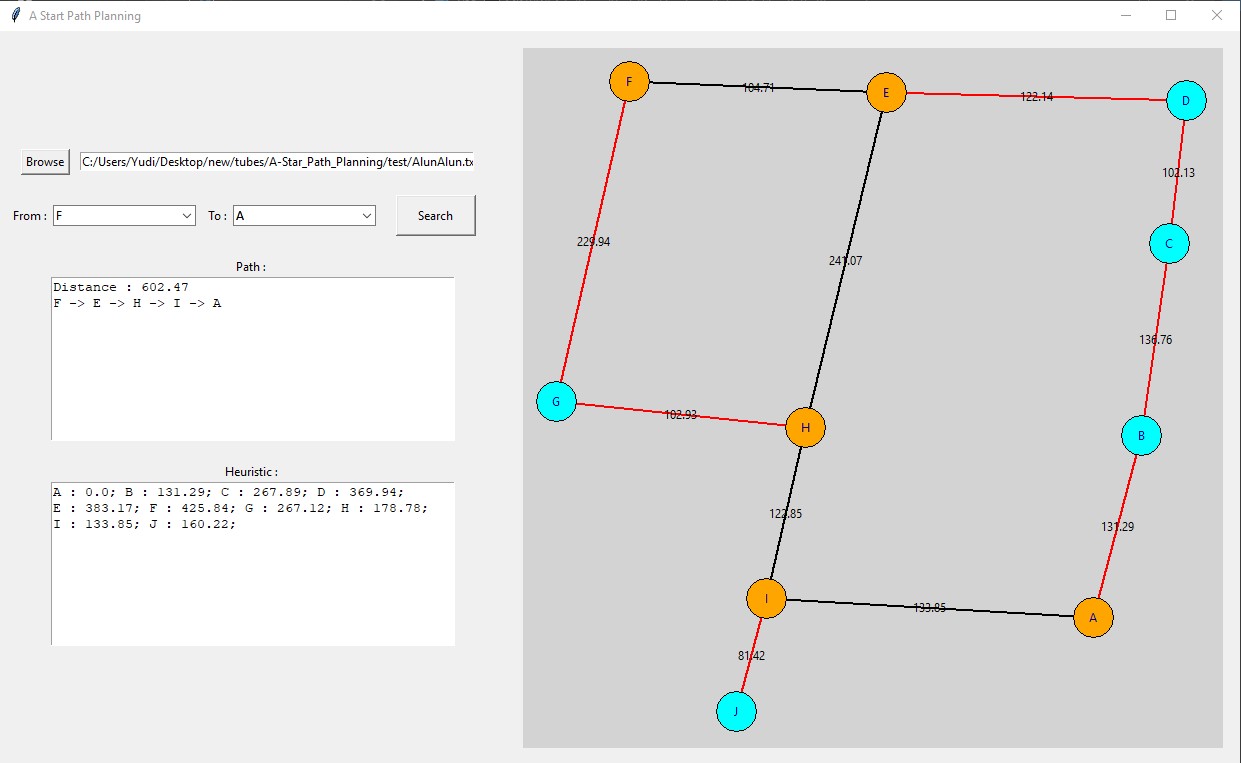 A Start Path Planning
Browse
C:/Users/Yudi/Desktop/new/tubes/A-Star_Path_Planning/test/AlunAlun.tx
From :
F
To :
A
Search
Path :
Distance : 602.47
F -> E -> H -> I -> A
Heuristic :
A : 0.0; B : 131.29; C : 267.89; D : 369.94;
E : 383.17; F : 425.84; G : 267.12; H : 178.78;
I : 133.85; J : 160.22;
F
104.71
E
122.14
D
102.13
229.94
C
241.07
136.76
G
102.93
H
B
122.85
131.29
I
133.85
A
81.42
J